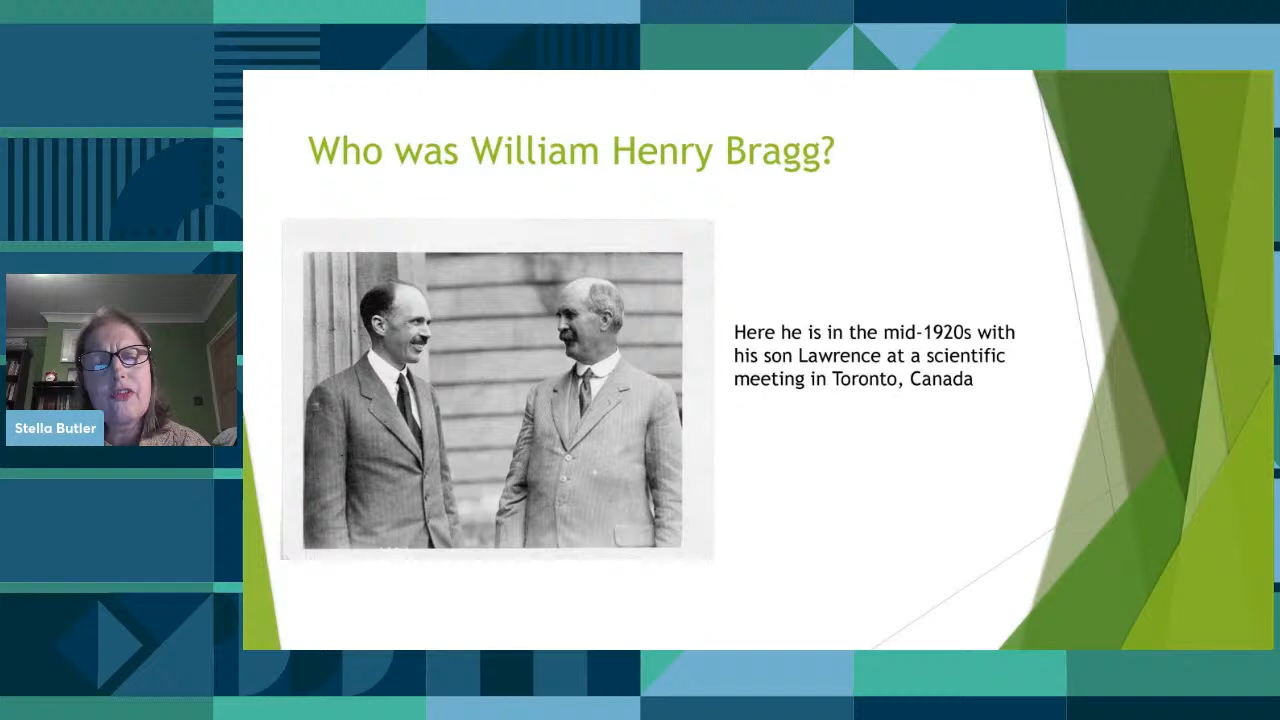 Who was William Henry Bragg?
Here he is in the mid-1920s with
his son Lawrence at a scientific
meeting in Toronto, Canada
Stella Butler